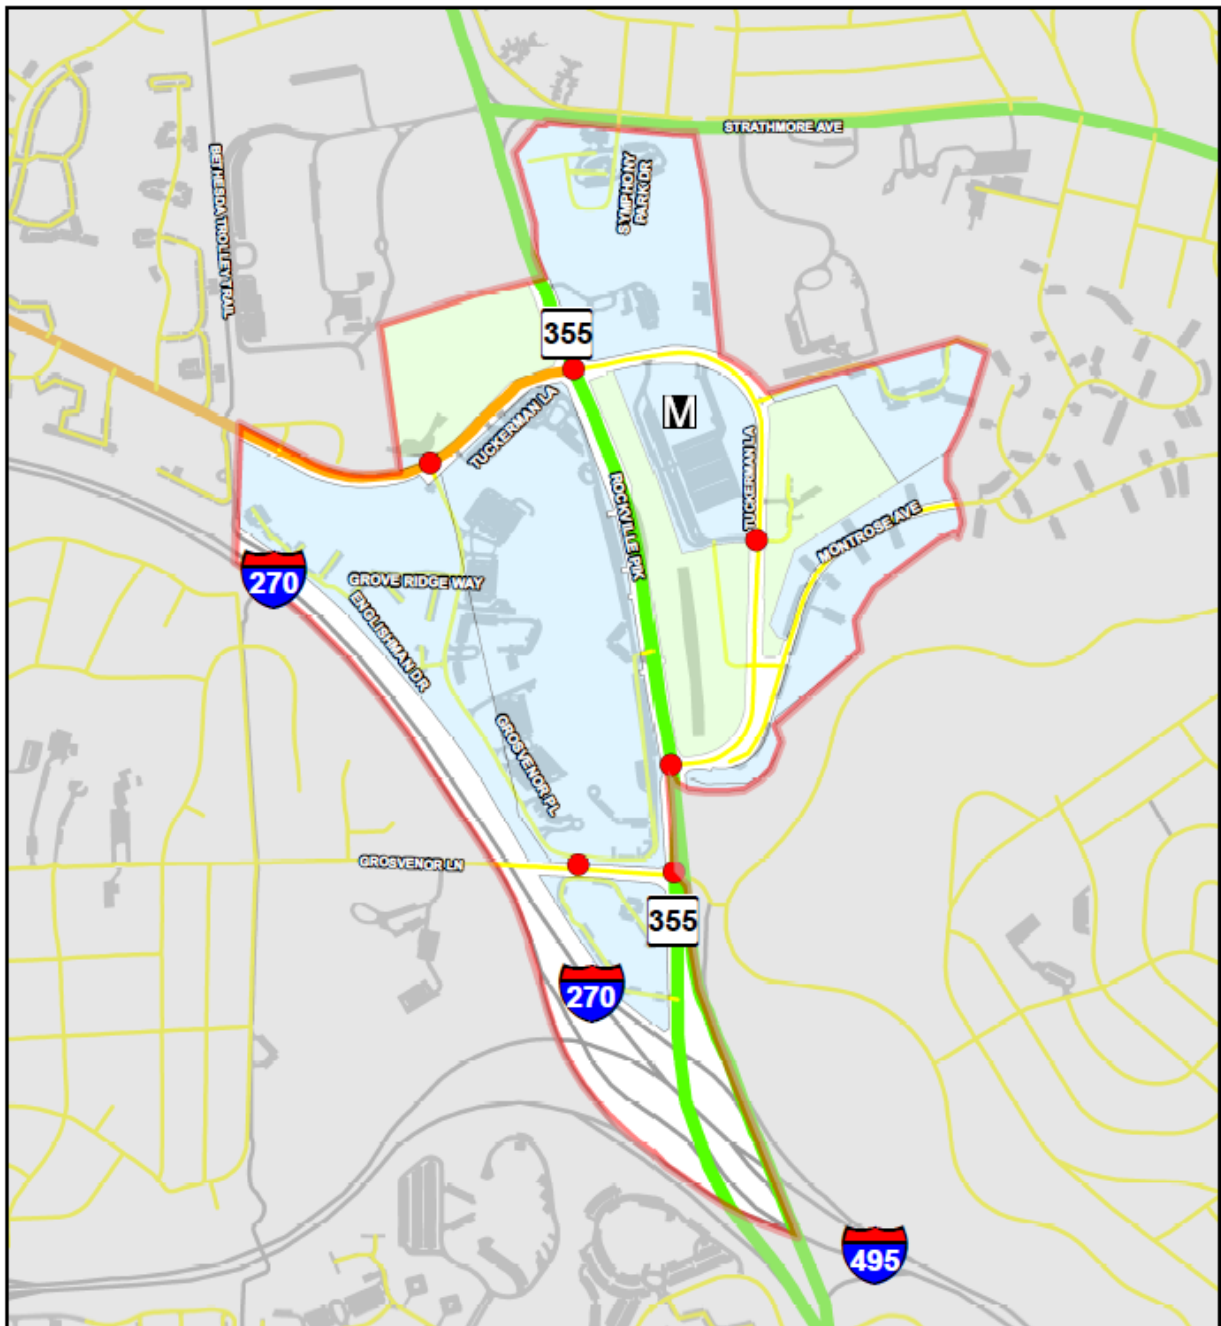 STRATHMORE AVE
SYMPHONY
PARK DR
BETHESDA TROLLEY TRAIL
355
M
TUCKERMAN LA
ROCKVILLE PIK
TUCKERMAN LA
MONTROSE AVE
270
GROVE RIDGE WAY
ENGLISHMAN DR
GROSVENOR PL
GROSVENOR LN
355
270
495